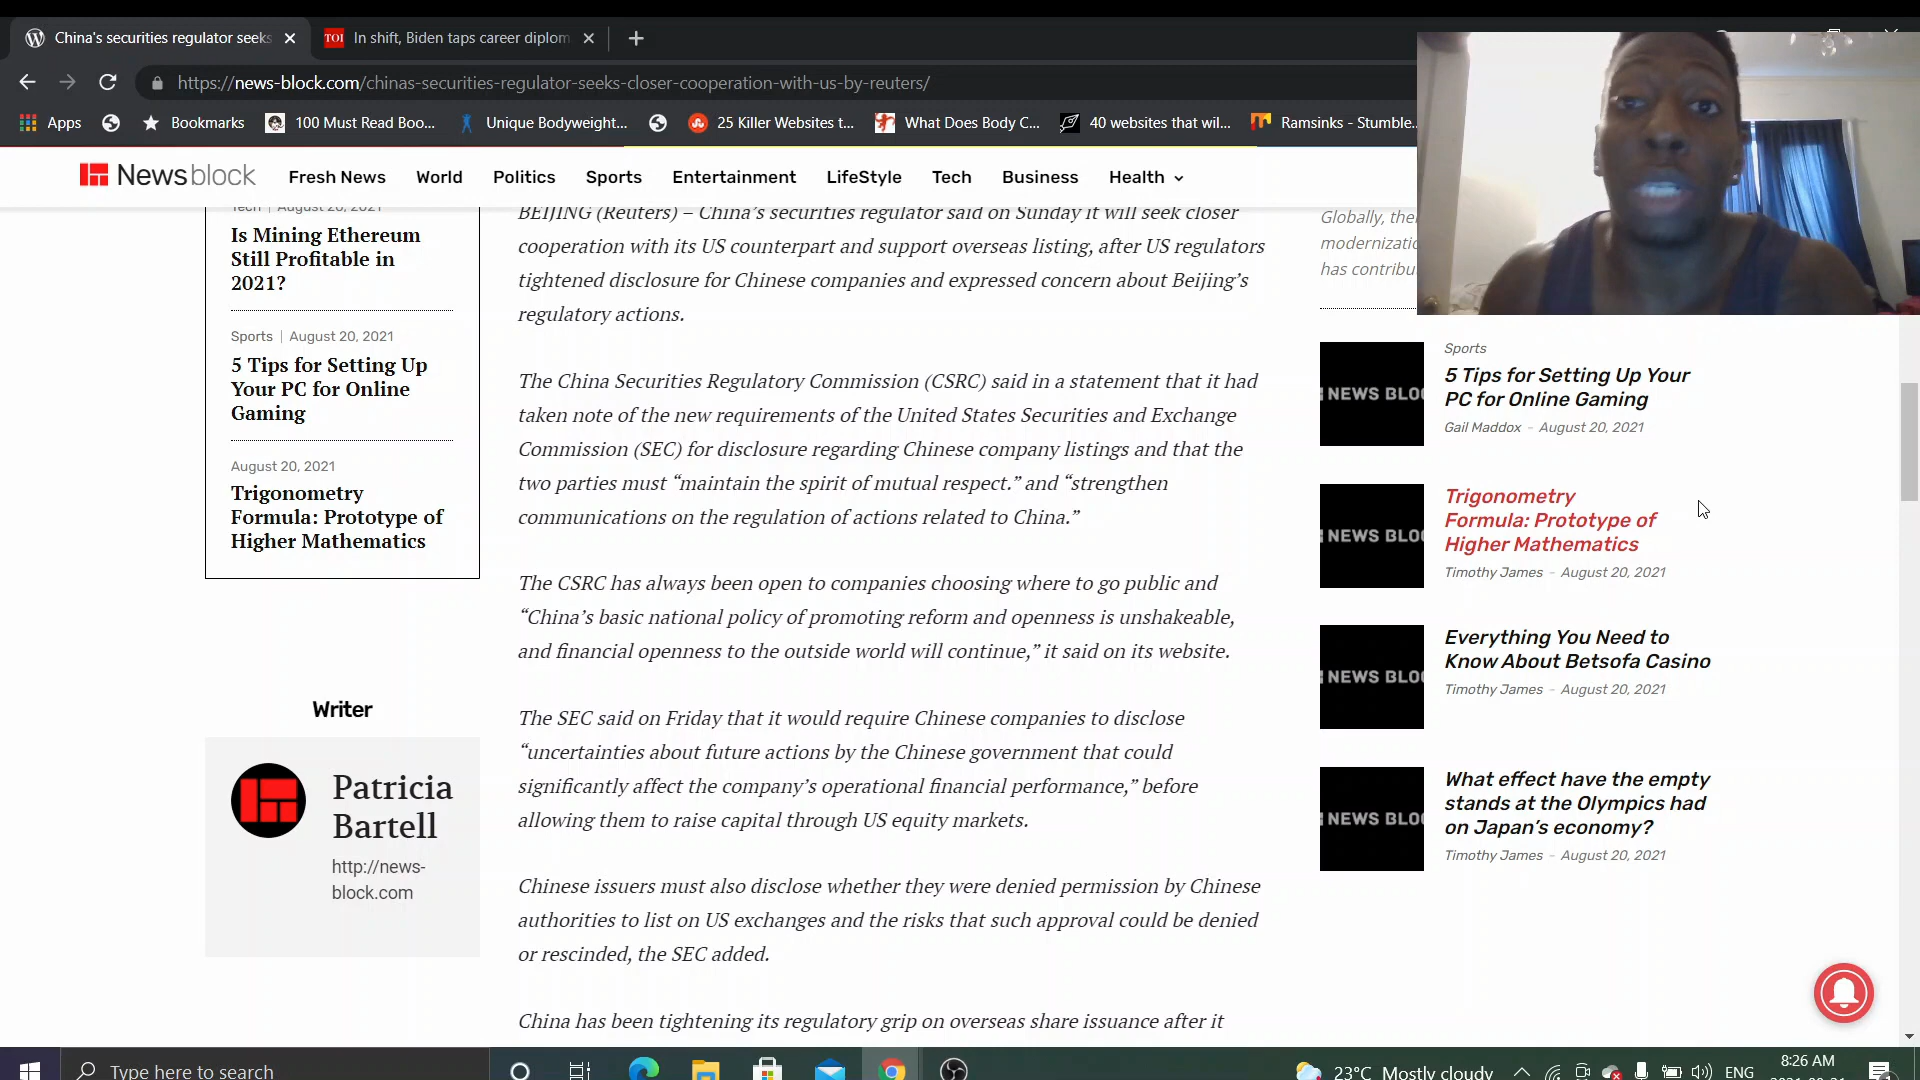 China's securities regulator seeks
TOI In shift, Biden taps career diplom
https://news-block.com/chinas-securities-regulator-seeks-closer-cooperation-with-us-by-reuters/
Apps Bookmarks 100 Must Read Boo... Unique Bodyweight... 25 Killer Websites t... What Does Body C... 40 websites that wil... Ramsinks - Stumble...
Newsblock Fresh News World Politics Sports Entertainment LifeStyle Tech Business Health
Tech | August 20, 2021
Is Mining Ethereum
Still Profitable in
2021?
Sports | August 20, 2021
5 Tips for Setting Up
Your PC for Online
Gaming
August 20, 2021
Trigonometry
Formula: Prototype of
Higher Mathematics
Writer
Patricia
Bartell
http://news-
block.com
BEIJING (Reuters) – China's securities regulator said on Sunday it will seek closer
cooperation with its US counterpart and support overseas listing, after US regulators
tightened disclosure for Chinese companies and expressed concern about Beijing's
regulatory actions.
The China Securities Regulatory Commission (CSRC) said in a statement that it had
taken note of the new requirements of the United States Securities and Exchange
Commission (SEC) for disclosure regarding Chinese company listings and that the
two parties must “maintain the spirit of mutual respect.” and “strengthen
communications on the regulation of actions related to China.”
The CSRC has always been open to companies choosing where to go public and
“China's basic national policy of promoting reform and openness is unshakeable,
and financial openness to the outside world will continue,” it said on its website.
The SEC said on Friday that it would require Chinese companies to disclose
“uncertainties about future actions by the Chinese government that could
significantly affect the company's operational financial performance,” before
allowing them to raise capital through US equity markets.
Chinese issuers must also disclose whether they were denied permission by Chinese
authorities to list on US exchanges and the risks that such approval could be denied
or rescinded, the SEC added.
China has been tightening its regulatory grip on overseas share issuance after it
Globally, the
modernizatio
has contribu
NEWS BLO
Sports
5 Tips for Setting Up Your
PC for Online Gaming
Gail Maddox - August 20, 2021
NEWS BLO
Trigonometry
Formula: Prototype of
Higher Mathematics
Timothy James - August 20, 2021
NEWS BLO
Everything You Need to
Know About Betsofa Casino
Timothy James - August 20, 2021
NEWS BLO
What effect have the empty
stands at the Olympics had
on Japan's economy?
Timothy James - August 20, 2021
Type here to search
23°C Mostly cloudy
ENG
8:26 AM